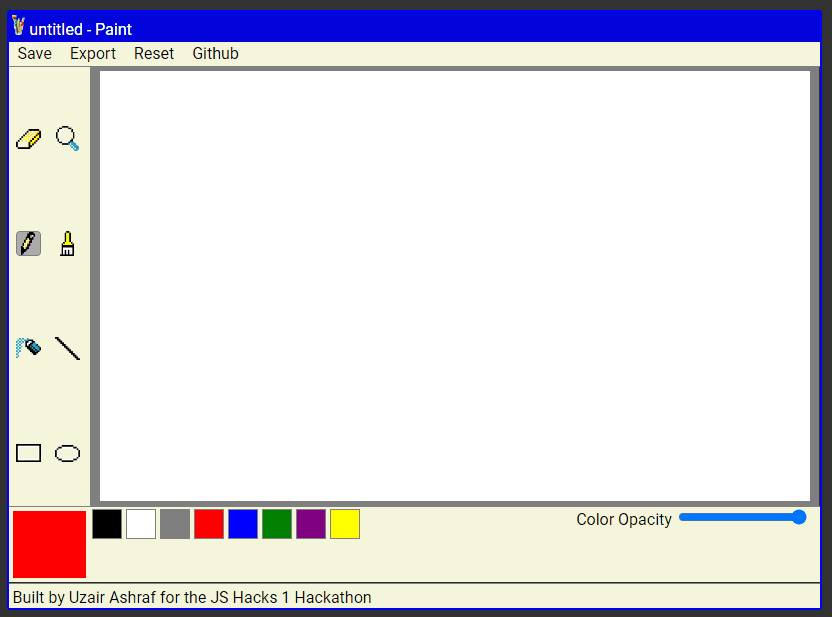 untitled - Paint
Save Export Reset Github
Color Opacity
Built by Uzair Ashraf for the JS Hacks 1 Hackathon